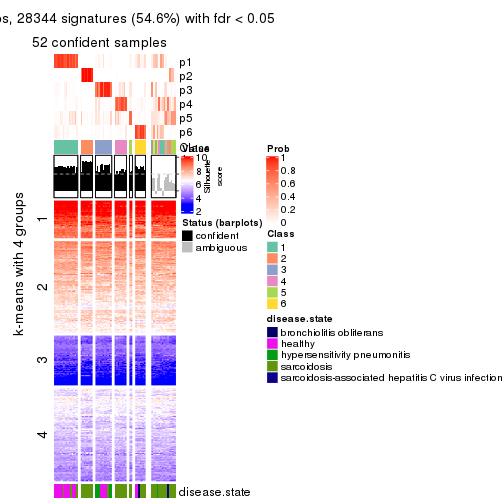 os, 28344 signatures (54.6%) with fdr < 0.05
52 confident samples
p1
p2
p3
p4
p5
p6
Value
10
8
6
4
2
Silhouette
score
Prob
1
0.8
0.6
0.4
0.2
0
Status (barplots)
confident
ambiguous
Class
1
2
3
4
5
6
k-means with 4 groups
1
2
3
4
disease.state
bronchiolitis obliterans
healthy
hypersensitivity pneumonitis
sarcoidosis
sarcoidosis-associated hepatitis C virus infection
disease.state